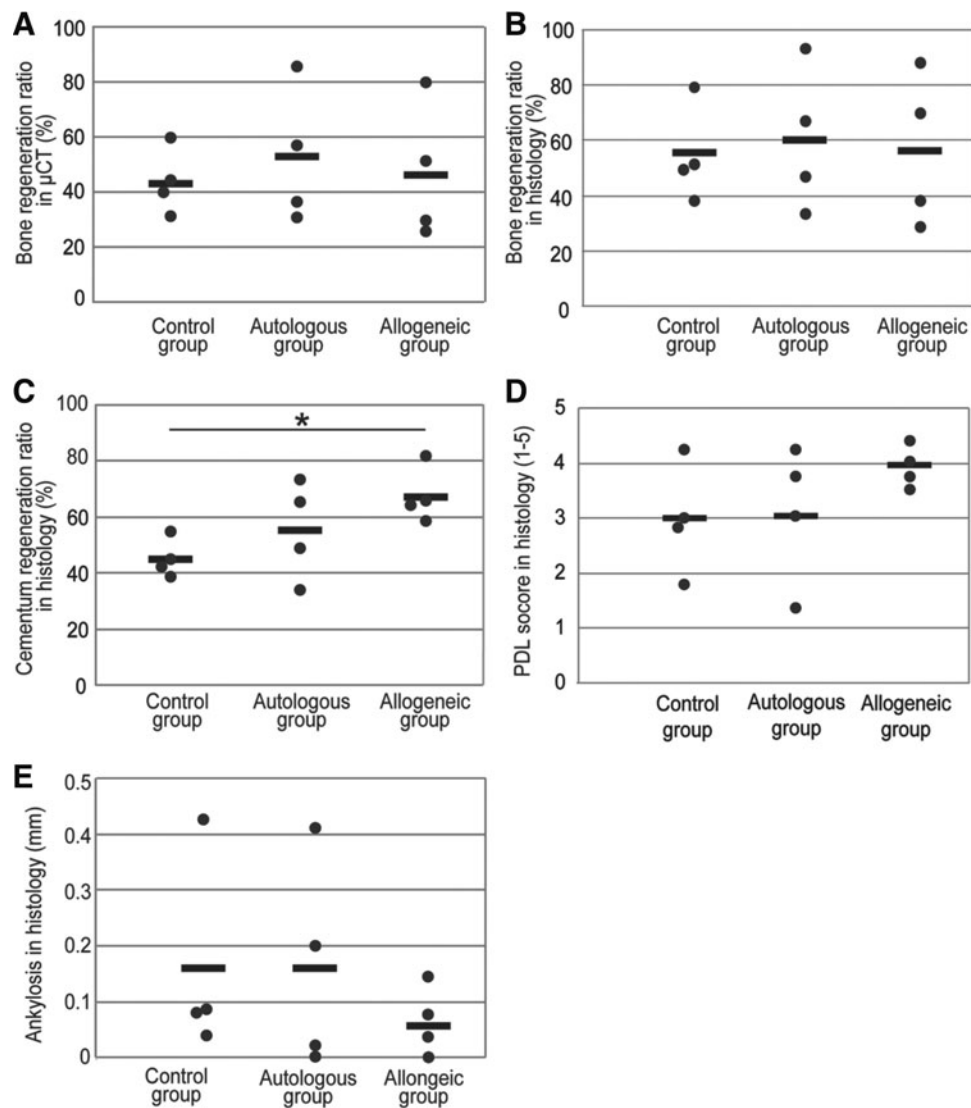 A
Bone regeneration ratio
in µCT (%)
100
80
60
40
20
0
Control
group
Autologous
group
Allogeneic
group
B
Bone regeneration ratio
in histology (%)
100
80
60
40
20
0
Control
group
Autologous
group
Allogeneic
group
C
Cementum regeneration ratio
in histology (%)
100
80
60
40
20
0
*
Control
group
Autologous
group
Allogeneic
group
D
PDL socore in histology (1-5)
5
4
3
2
1
0
Control
group
Autologous
group
Allogeneic
group
E
Ankylosis in histology (mm)
0.5
0.4
0.3
0.2
0.1
0
Control
group
Autologous
group
Allongeic
group